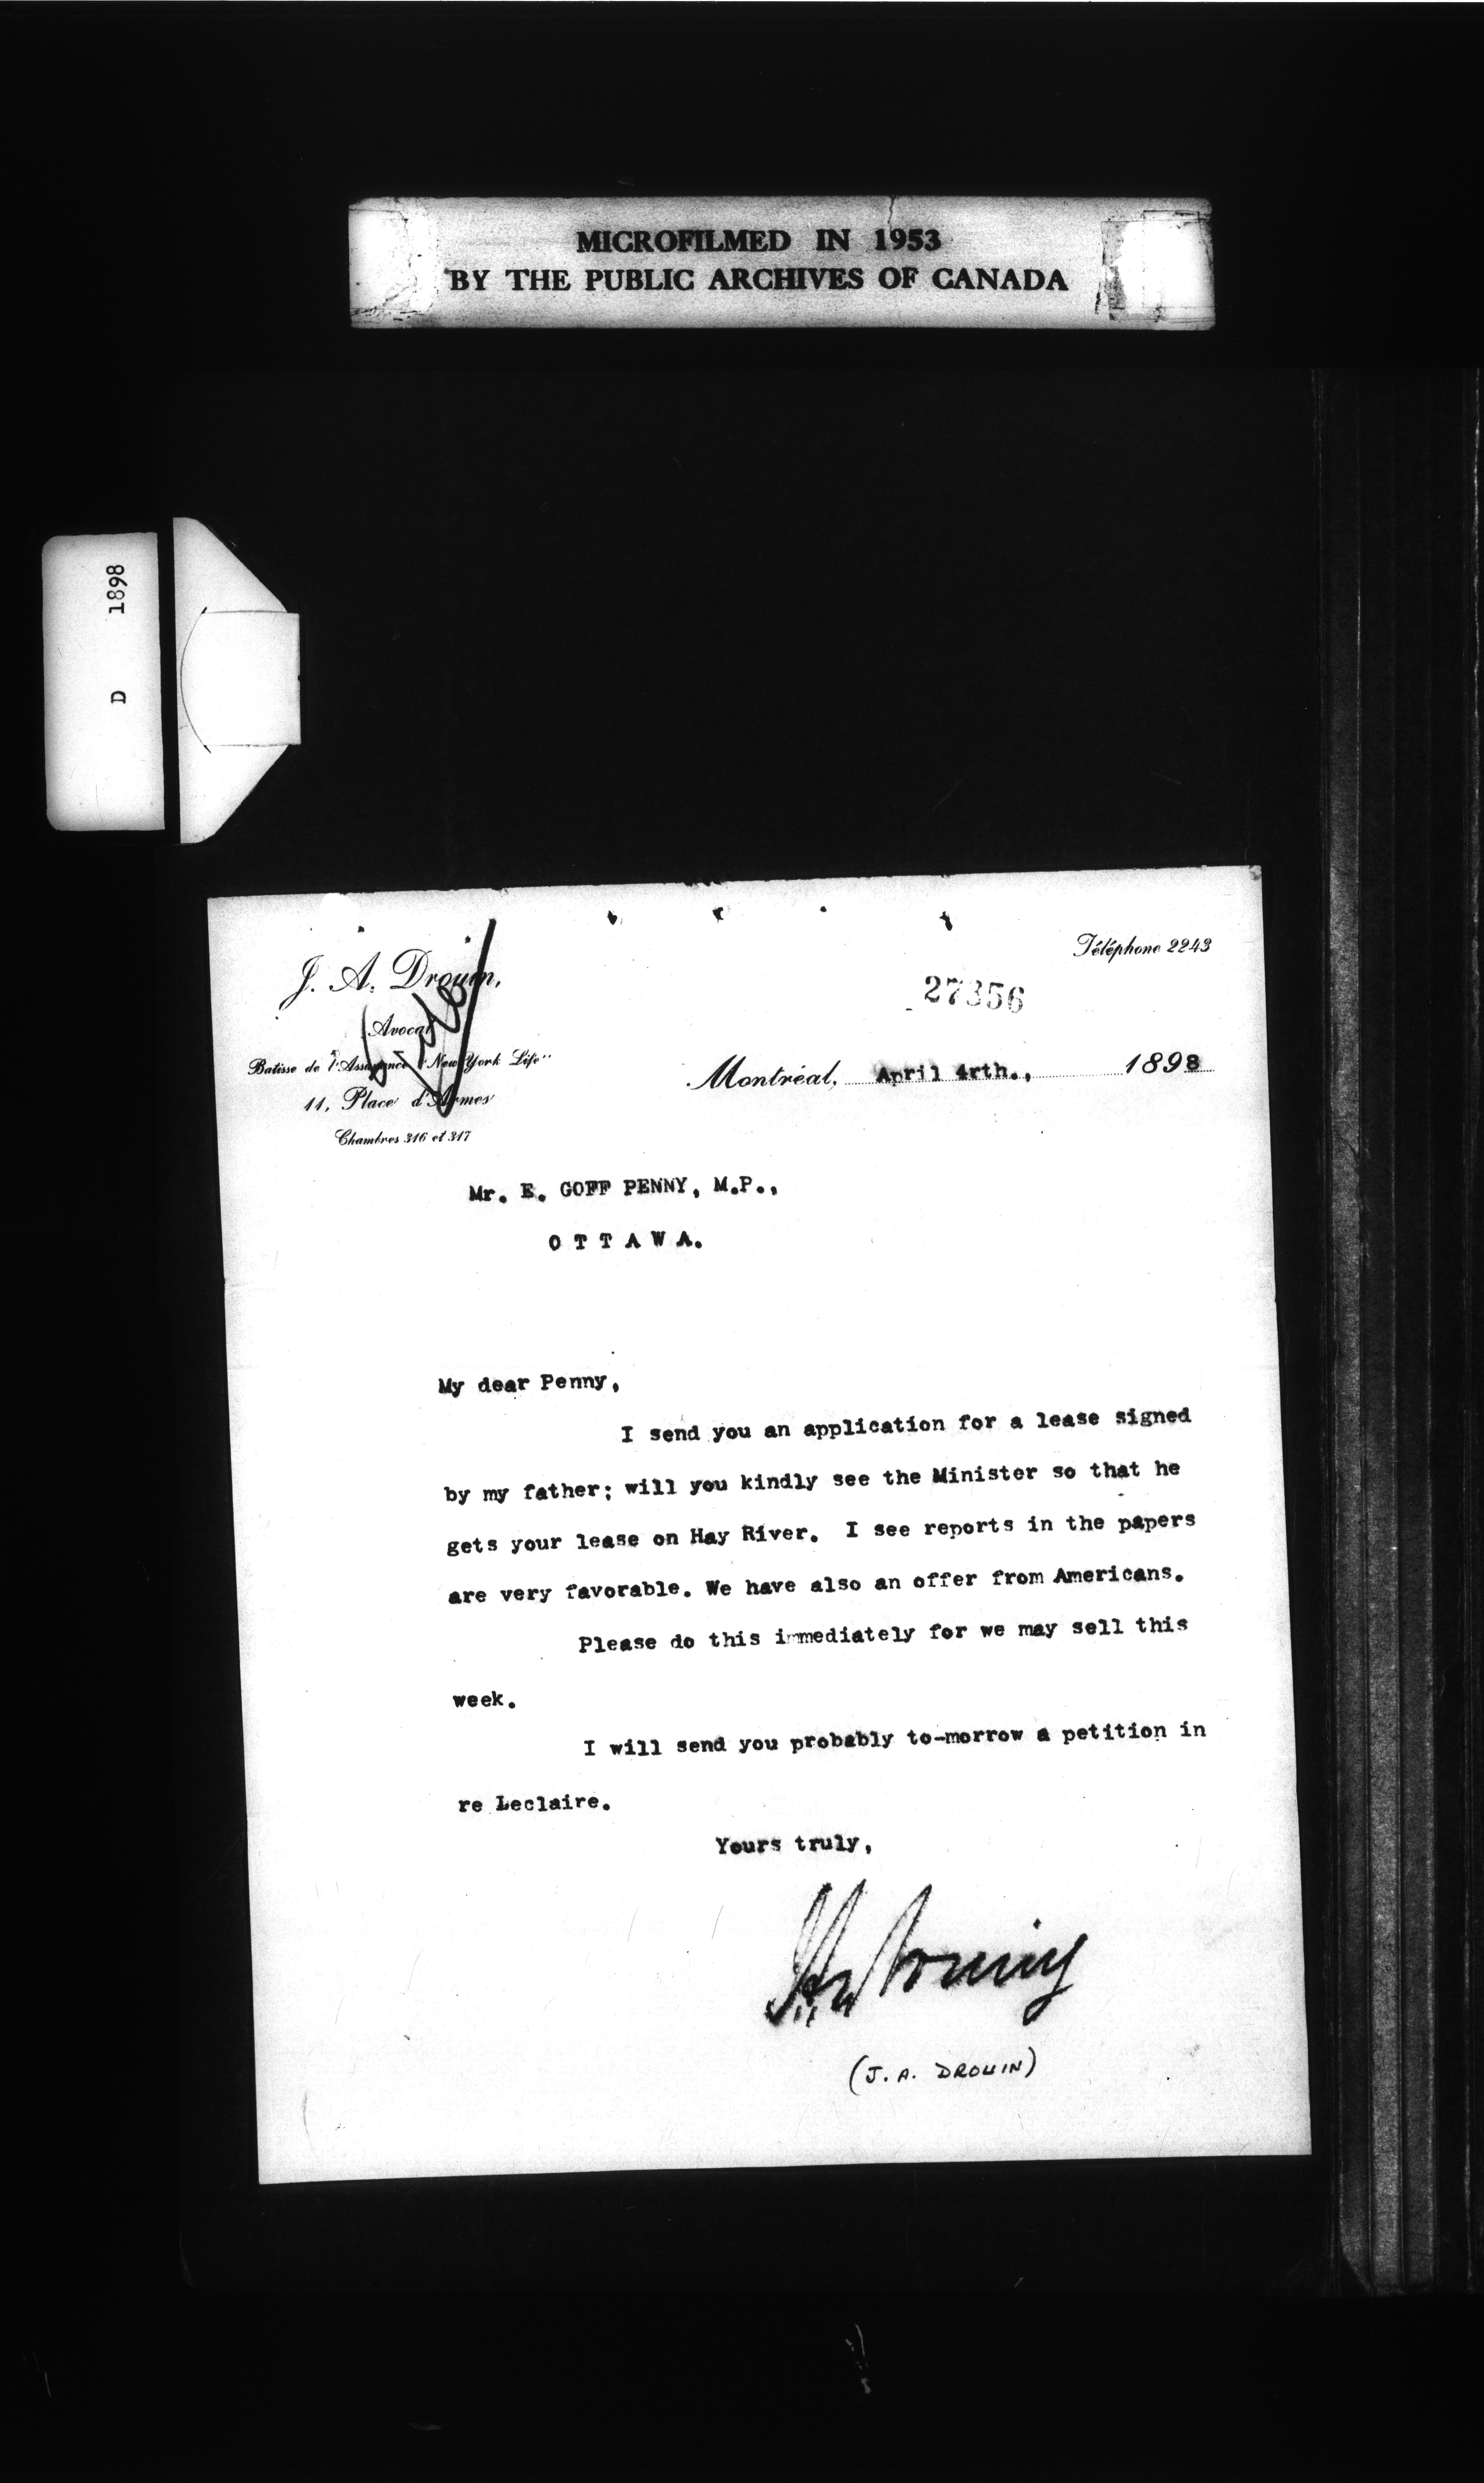 MICROFILMED IN 1953
BY THE PUBLIC ARCHIVES OF CANADA
D 1898
J. A. Drouin,
Avocat
Batisse de l'Assurance "New York Life"
11, Place d'Armes
Chambres 316 et 317
Téléphone 2243
27356
Montréal, April 4rth., 1898
Mr. E. GOFF PENNY, M.P.,
O T T A W A.
My dear Penny,
I send you an application for a lease signed
by my father; will you kindly see the Minister so that he
gets your lease on Hay River. I see reports in the papers
are very favorable. We have also an offer from Americans.
Please do this immediately for we may sell this
week.
I will send you probably to-morrow a petition in
re Leclaire.
Yours truly,
(J. A. DROUIN)